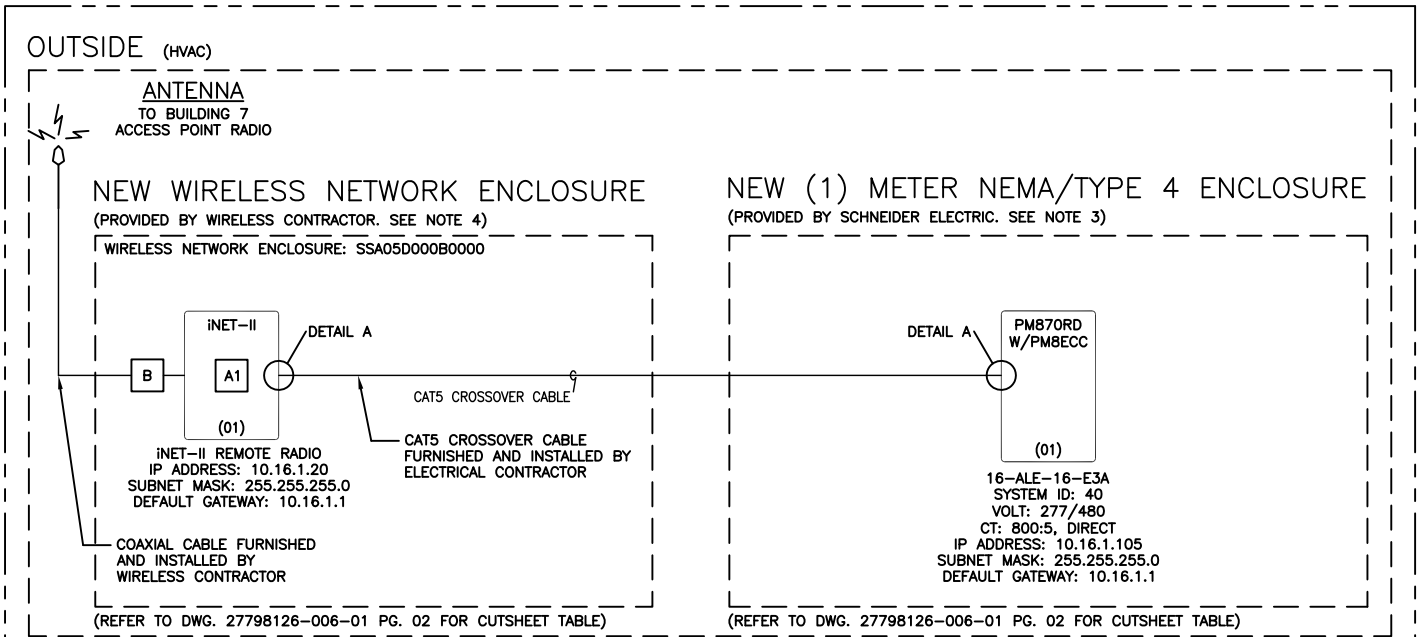 OUTSIDE (HVAC)
ANTENNA
TO BUILDING 7
ACCESS POINT RADIO
NEW WIRELESS NETWORK ENCLOSURE
(PROVIDED BY WIRELESS CONTRACTOR. SEE NOTE 4)
WIRELESS NETWORK ENCLOSURE: SSA05D000B0000
iNET-II
DETAIL A
B
A1
(01)
CAT5 CROSSOVER CABLE
CAT5 CROSSOVER CABLE
FURNISHED AND INSTALLED BY
ELECTRICAL CONTRACTOR
iNET-II REMOTE RADIO
IP ADDRESS: 10.16.1.20
SUBNET MASK: 255.255.255.0
DEFAULT GATEWAY: 10.16.1.1
COAXIAL CABLE FURNISHED
AND INSTALLED BY
WIRELESS CONTRACTOR
(REFER TO DWG. 27798126-006-01 PG. 02 FOR CUTSHEET TABLE)
NEW (1) METER NEMA/TYPE 4 ENCLOSURE
(PROVIDED BY SCHNEIDER ELECTRIC. SEE NOTE 3)
DETAIL A
PM870RD
W/PM8ECC
(01)
16-ALE-16-E3A
SYSTEM ID: 40
VOLT: 277/480
CT: 800:5, DIRECT
IP ADDRESS: 10.16.1.105
SUBNET MASK: 255.255.255.0
DEFAULT GATEWAY: 10.16.1.1
(REFER TO DWG. 27798126-006-01 PG. 02 FOR CUTSHEET TABLE)